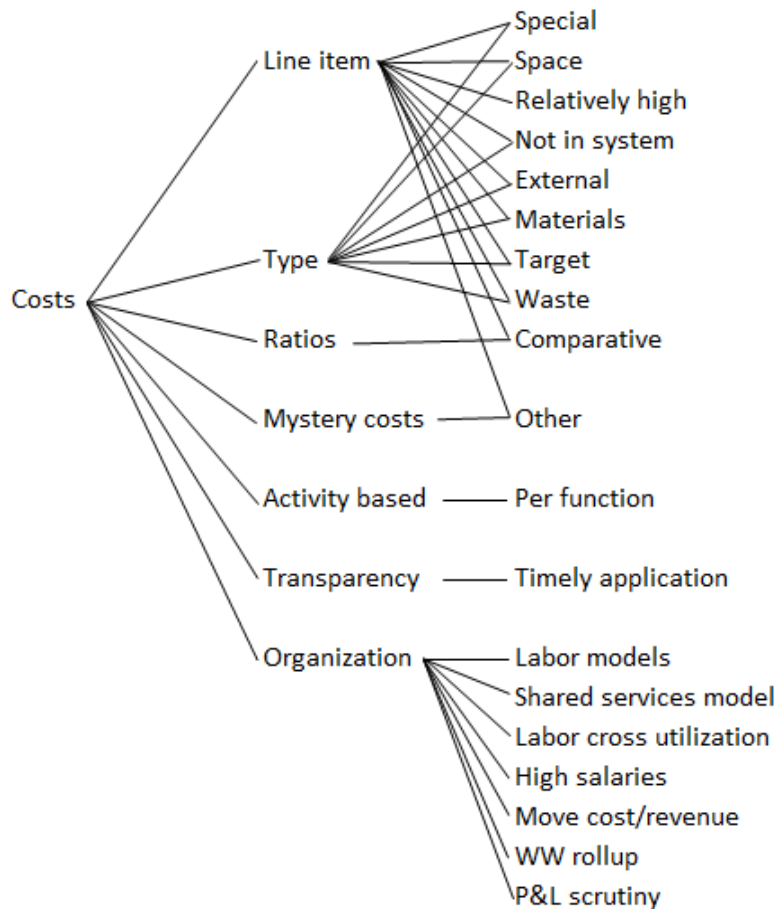 Special
Line item
Space
Relatively high
Not in system
External
Materials
Type
Target
Costs
Waste
Ratios
Comparative
Mystery costs
Other
Activity based
Per function
Transparency
Timely application
Organization
Labor models
Shared services model
Labor cross utilization
High salaries
Move cost/revenue
WW rollup
P&L scrutiny